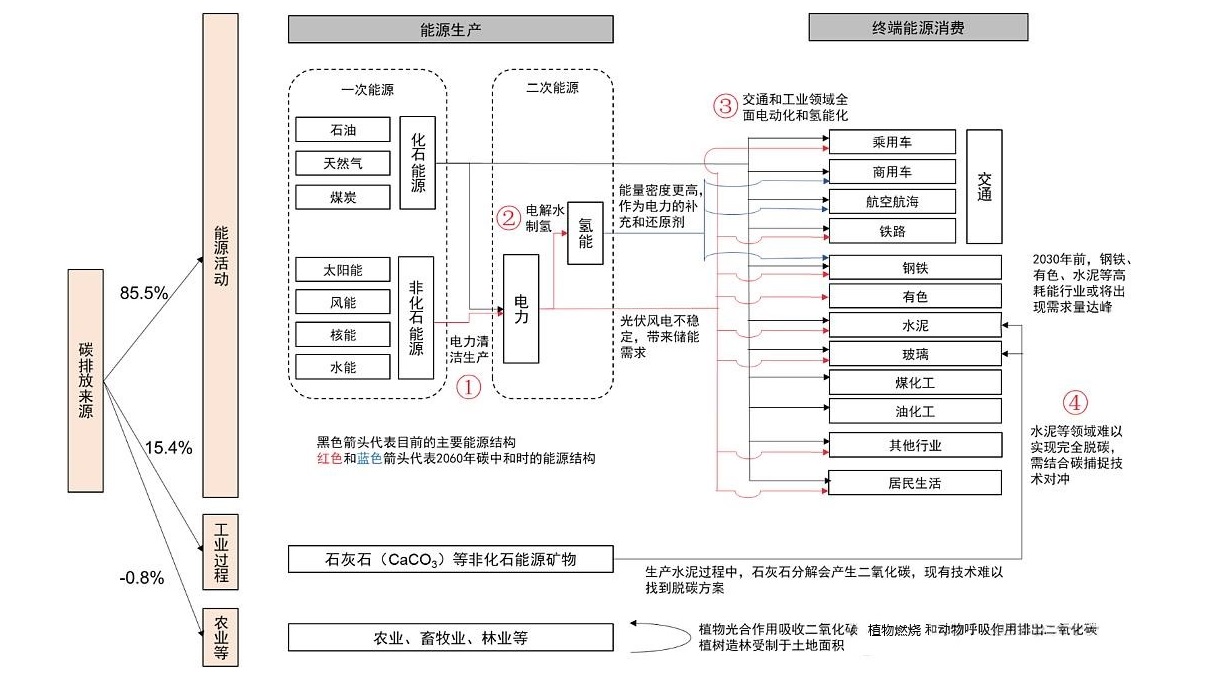 能源生产
终端能源消费
一次能源
二次能源
石油
天然气
煤炭
化石能源
太阳能
风能
核能
水能
非化石能源
电力清
洁生产
①
②
电解水
制氢
氢能
电力
能量密度更高，
作为电力的补
充和还原剂
光伏风电不稳
定，带来储能
需求
③
交通和工业领域全
面电动化和氢能化
乘用车
商用车
航空航海
铁路
交通
钢铁
有色
水泥
玻璃
煤化工
油化工
其他行业
居民生活
2030年前，钢铁、
有色、水泥等高
耗能行业或将出
现需求量达峰
④
水泥等领域难以
实现完全脱碳，
需结合碳捕捉技
术对冲
碳排放来源
85.5%
15.4%
-0.8%
能源活动
工业过程
农业等
黑色箭头代表目前的主要能源结构
红色和蓝色箭头代表2060年碳中和时的能源结构
石灰石（CaCO₃）等非化石能源矿物
生产水泥过程中，石灰石分解会产生二氧化碳，现有技术难以
找到脱碳方案
农业、畜牧业、林业等
植物光合作用吸收二氧化碳 植物燃烧 和动物呼吸作用排出二氧化碳
植树造林受制于土地面积